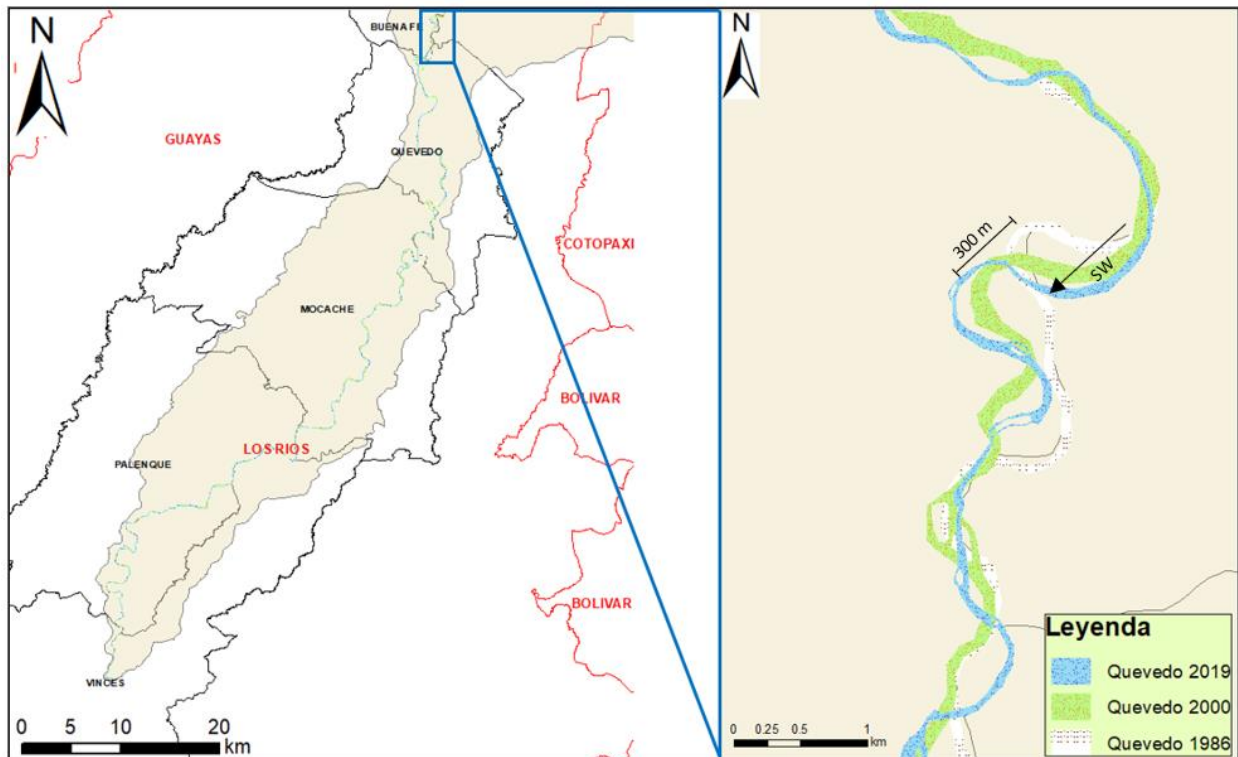 N
BUENA FE
GUAYAS
QUEVEDO
COTOPAXI
MOCACHE
BOLIVAR
LOS RIOS
PALENQUE
BOLIVAR
VINCES
0 5 10 20
km
N
300 m
SW
Leyenda
Quevedo 2019
Quevedo 2000
Quevedo 1986
0 0.25 0.5 1
km